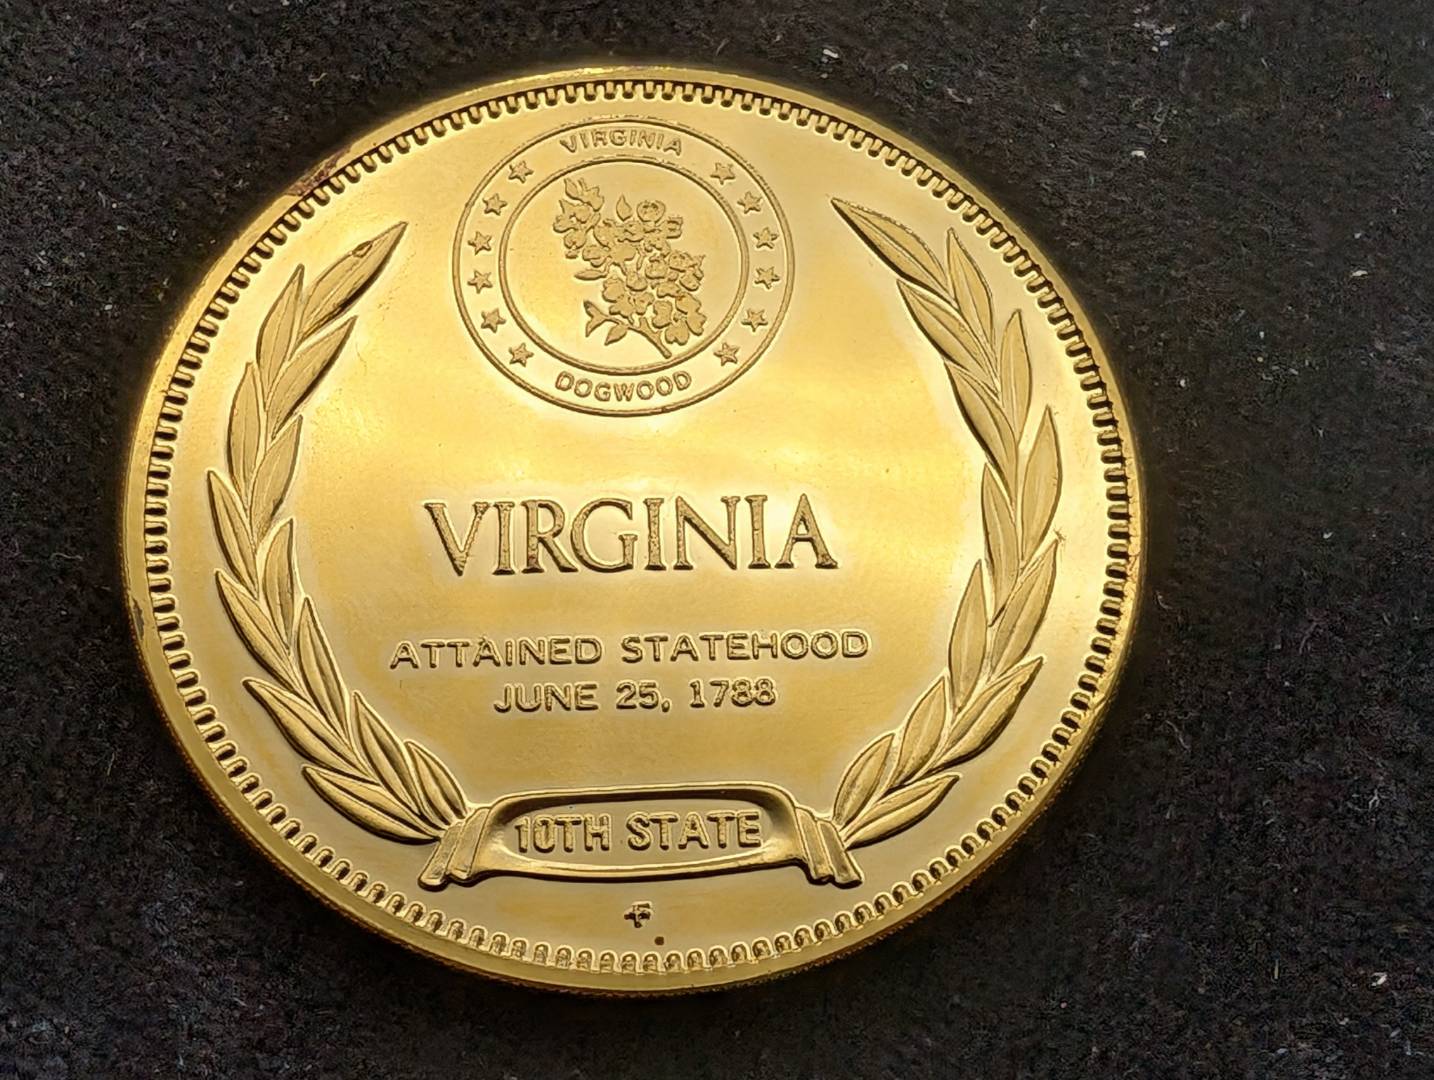 VIRGINIA
DOGWOOD
VIRGINIA
ATTAINED STATEHOOD
JUNE 25, 1788
10TH STATE